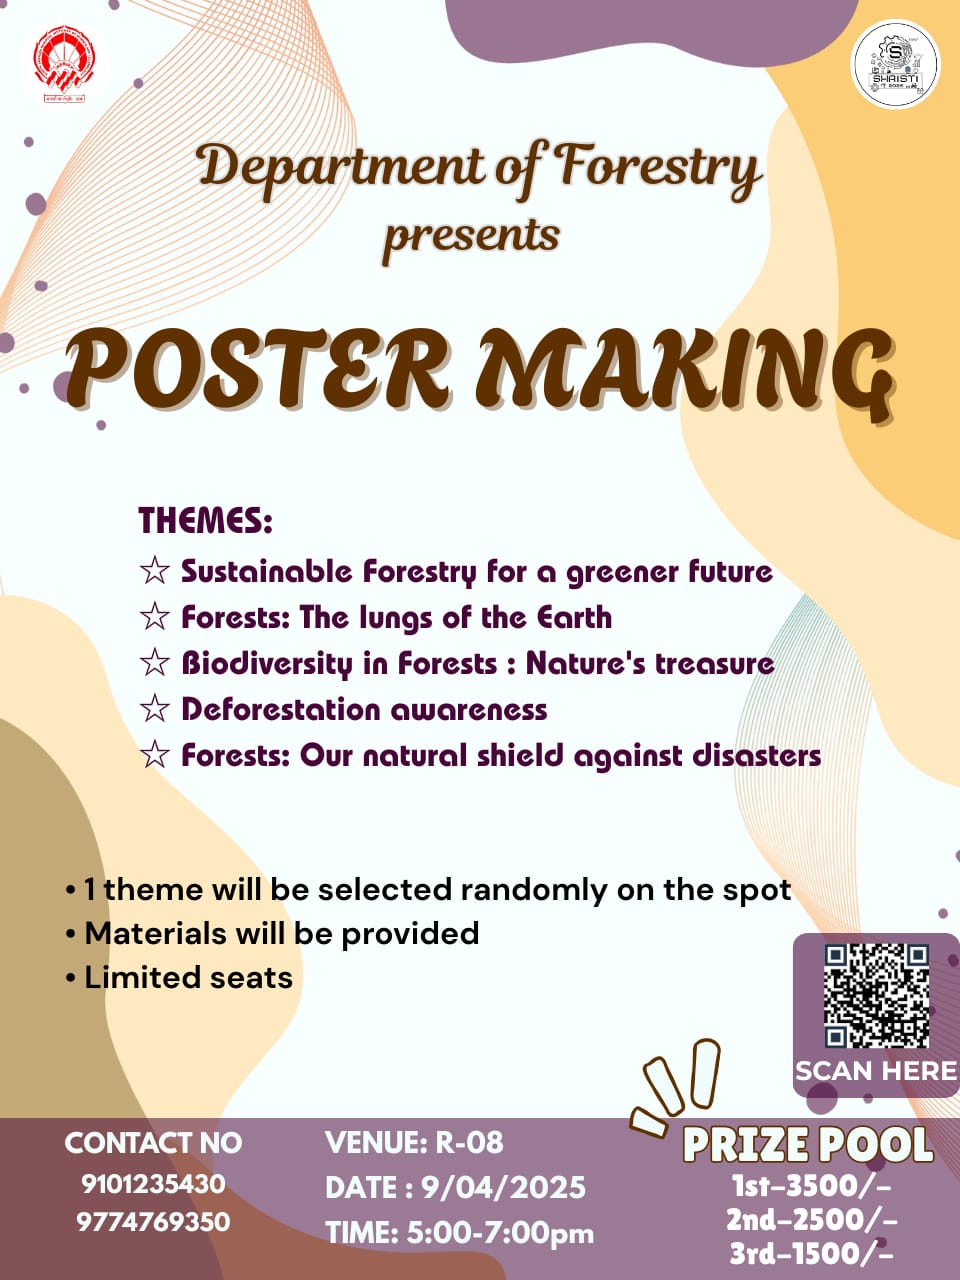 SHRISTI
Department of Forestry
presents
POSTER MAKING
THEMES:
☆ Sustainable Forestry for a greener future
☆ Forests: The lungs of the Earth
☆ Biodiversity in Forests : Nature's treasure
☆ Deforestation awareness
☆ Forests: Our natural shield against disasters
• 1 theme will be selected randomly on the spot
• Materials will be provided
• Limited seats
SCAN HERE
CONTACT NO
9101235430
9774769350
VENUE: R-08
DATE : 9/04/2025
TIME: 5:00-7:00pm
PRIZE POOL
1st-3500/-
2nd-2500/-
3rd-1500/-